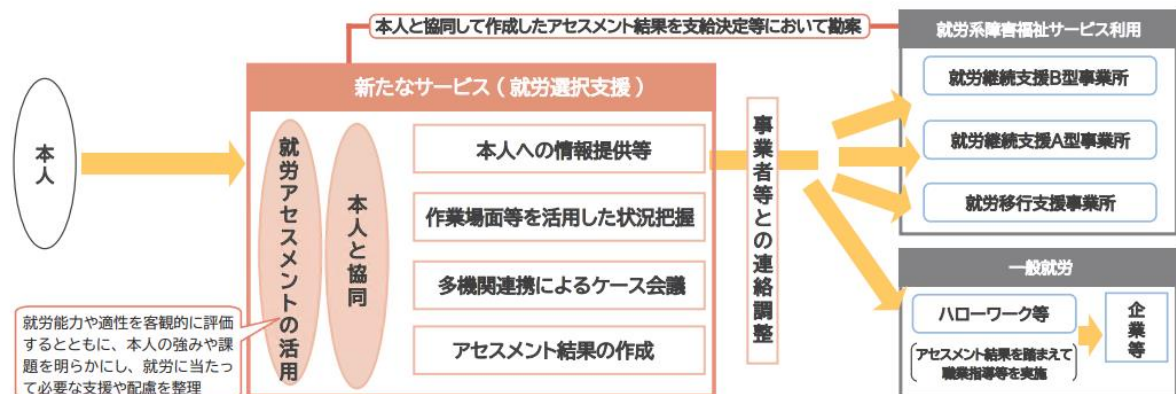 本人と協同して作成したアセスメント結果を支給決定等において勘案
本人
新たなサービス(就労選択支援)
就労アセスメントの活用
本人と協同
本人への情報提供等
作業場面等を活用した状況把握
多機関連携によるケース会議
アセスメント結果の作成
就労能力や適性を客観的に評価
するとともに、本人の強みや課
題を明らかにし、就労に当たっ
て必要な支援や配慮を整理
事業者等との連絡調整
就労系障害福祉サービス利用
就労継続支援B型事業所
就労継続支援A型事業所
就労移行支援事業所
一般就労
ハローワーク等
(アセスメント結果を踏まえて
職業指導等を実施)
企業等